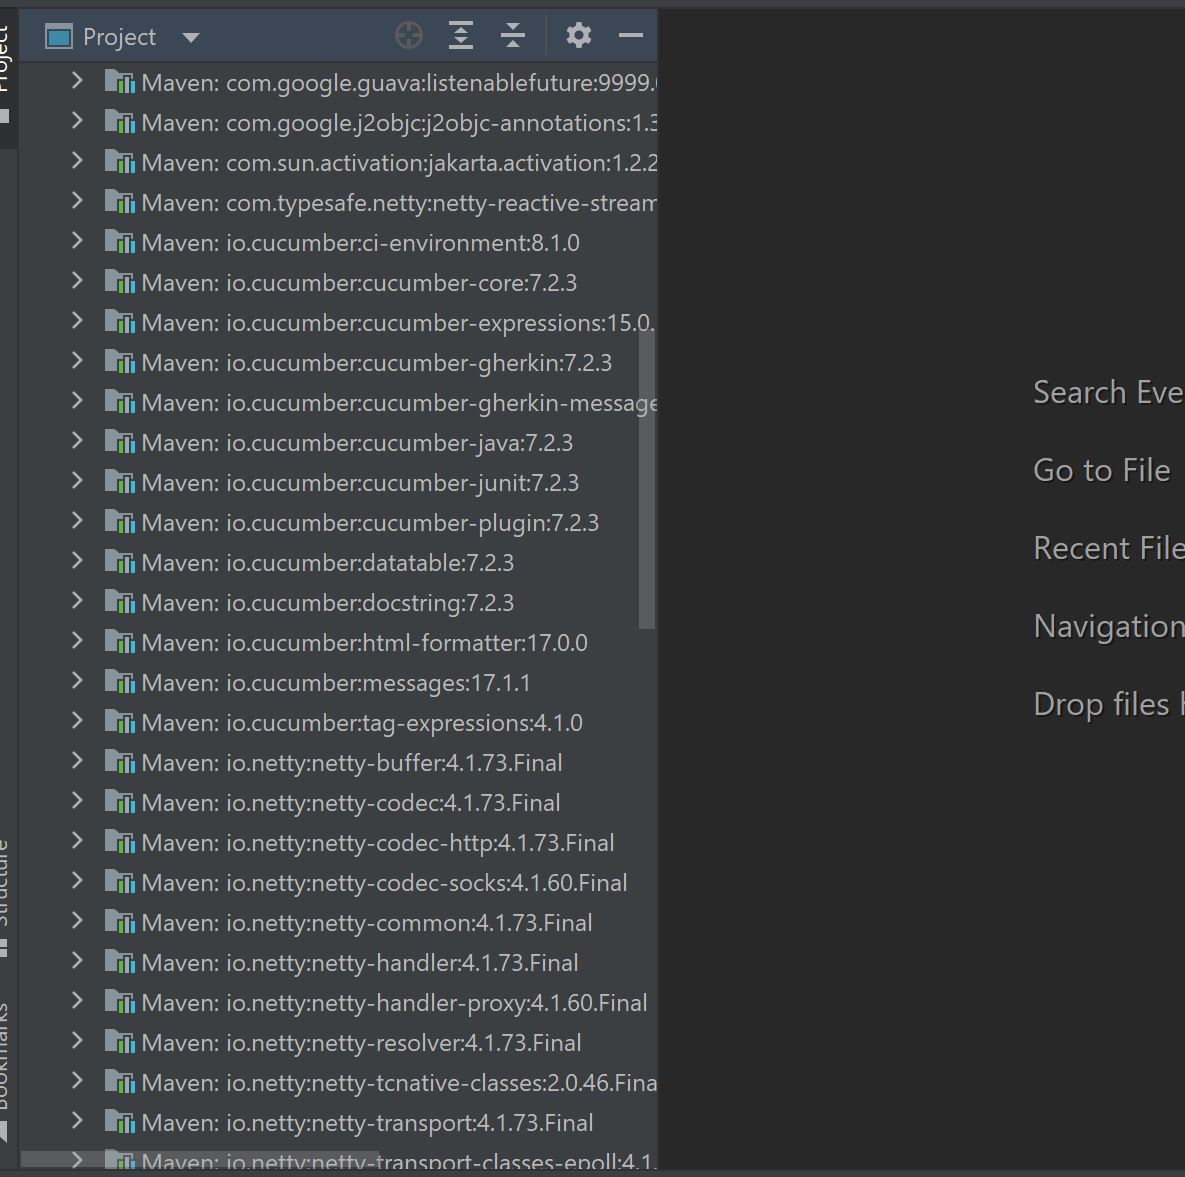 Project
Project
Maven: com.google.guava:listenablefuture:9999.
Maven: com.google.j2objc:j2objc-annotations:1.3
Maven: com.sun.activation:jakarta.activation:1.2.2
Maven: com.typesafe.netty:netty-reactive-stream
Maven: io.cucumber:ci-environment:8.1.0
Maven: io.cucumber:cucumber-core:7.2.3
Maven: io.cucumber:cucumber-expressions:15.0.
Maven: io.cucumber:cucumber-gherkin:7.2.3
Maven: io.cucumber:cucumber-gherkin-message
Maven: io.cucumber:cucumber-java:7.2.3
Maven: io.cucumber:cucumber-junit:7.2.3
Maven: io.cucumber:cucumber-plugin:7.2.3
Maven: io.cucumber:datatable:7.2.3
Maven: io.cucumber:docstring:7.2.3
Maven: io.cucumber:html-formatter:17.0.0
Maven: io.cucumber:messages:17.1.1
Maven: io.cucumber:tag-expressions:4.1.0
Maven: io.netty:netty-buffer:4.1.73.Final
Maven: io.netty:netty-codec:4.1.73.Final
Maven: io.netty:netty-codec-http:4.1.73.Final
Maven: io.netty:netty-codec-socks:4.1.60.Final
Maven: io.netty:netty-common:4.1.73.Final
Maven: io.netty:netty-handler:4.1.73.Final
Maven: io.netty:netty-handler-proxy:4.1.60.Final
Maven: io.netty:netty-resolver:4.1.73.Final
Maven: io.netty:netty-tcnative-classes:2.0.46.Fina
Maven: io.netty:netty-transport:4.1.73.Final
Maven: io.netty:netty-transport-classes-epoll:4.1.
Structure
Bookmarks
Search Eve
Go to File
Recent File
Navigation
Drop files h